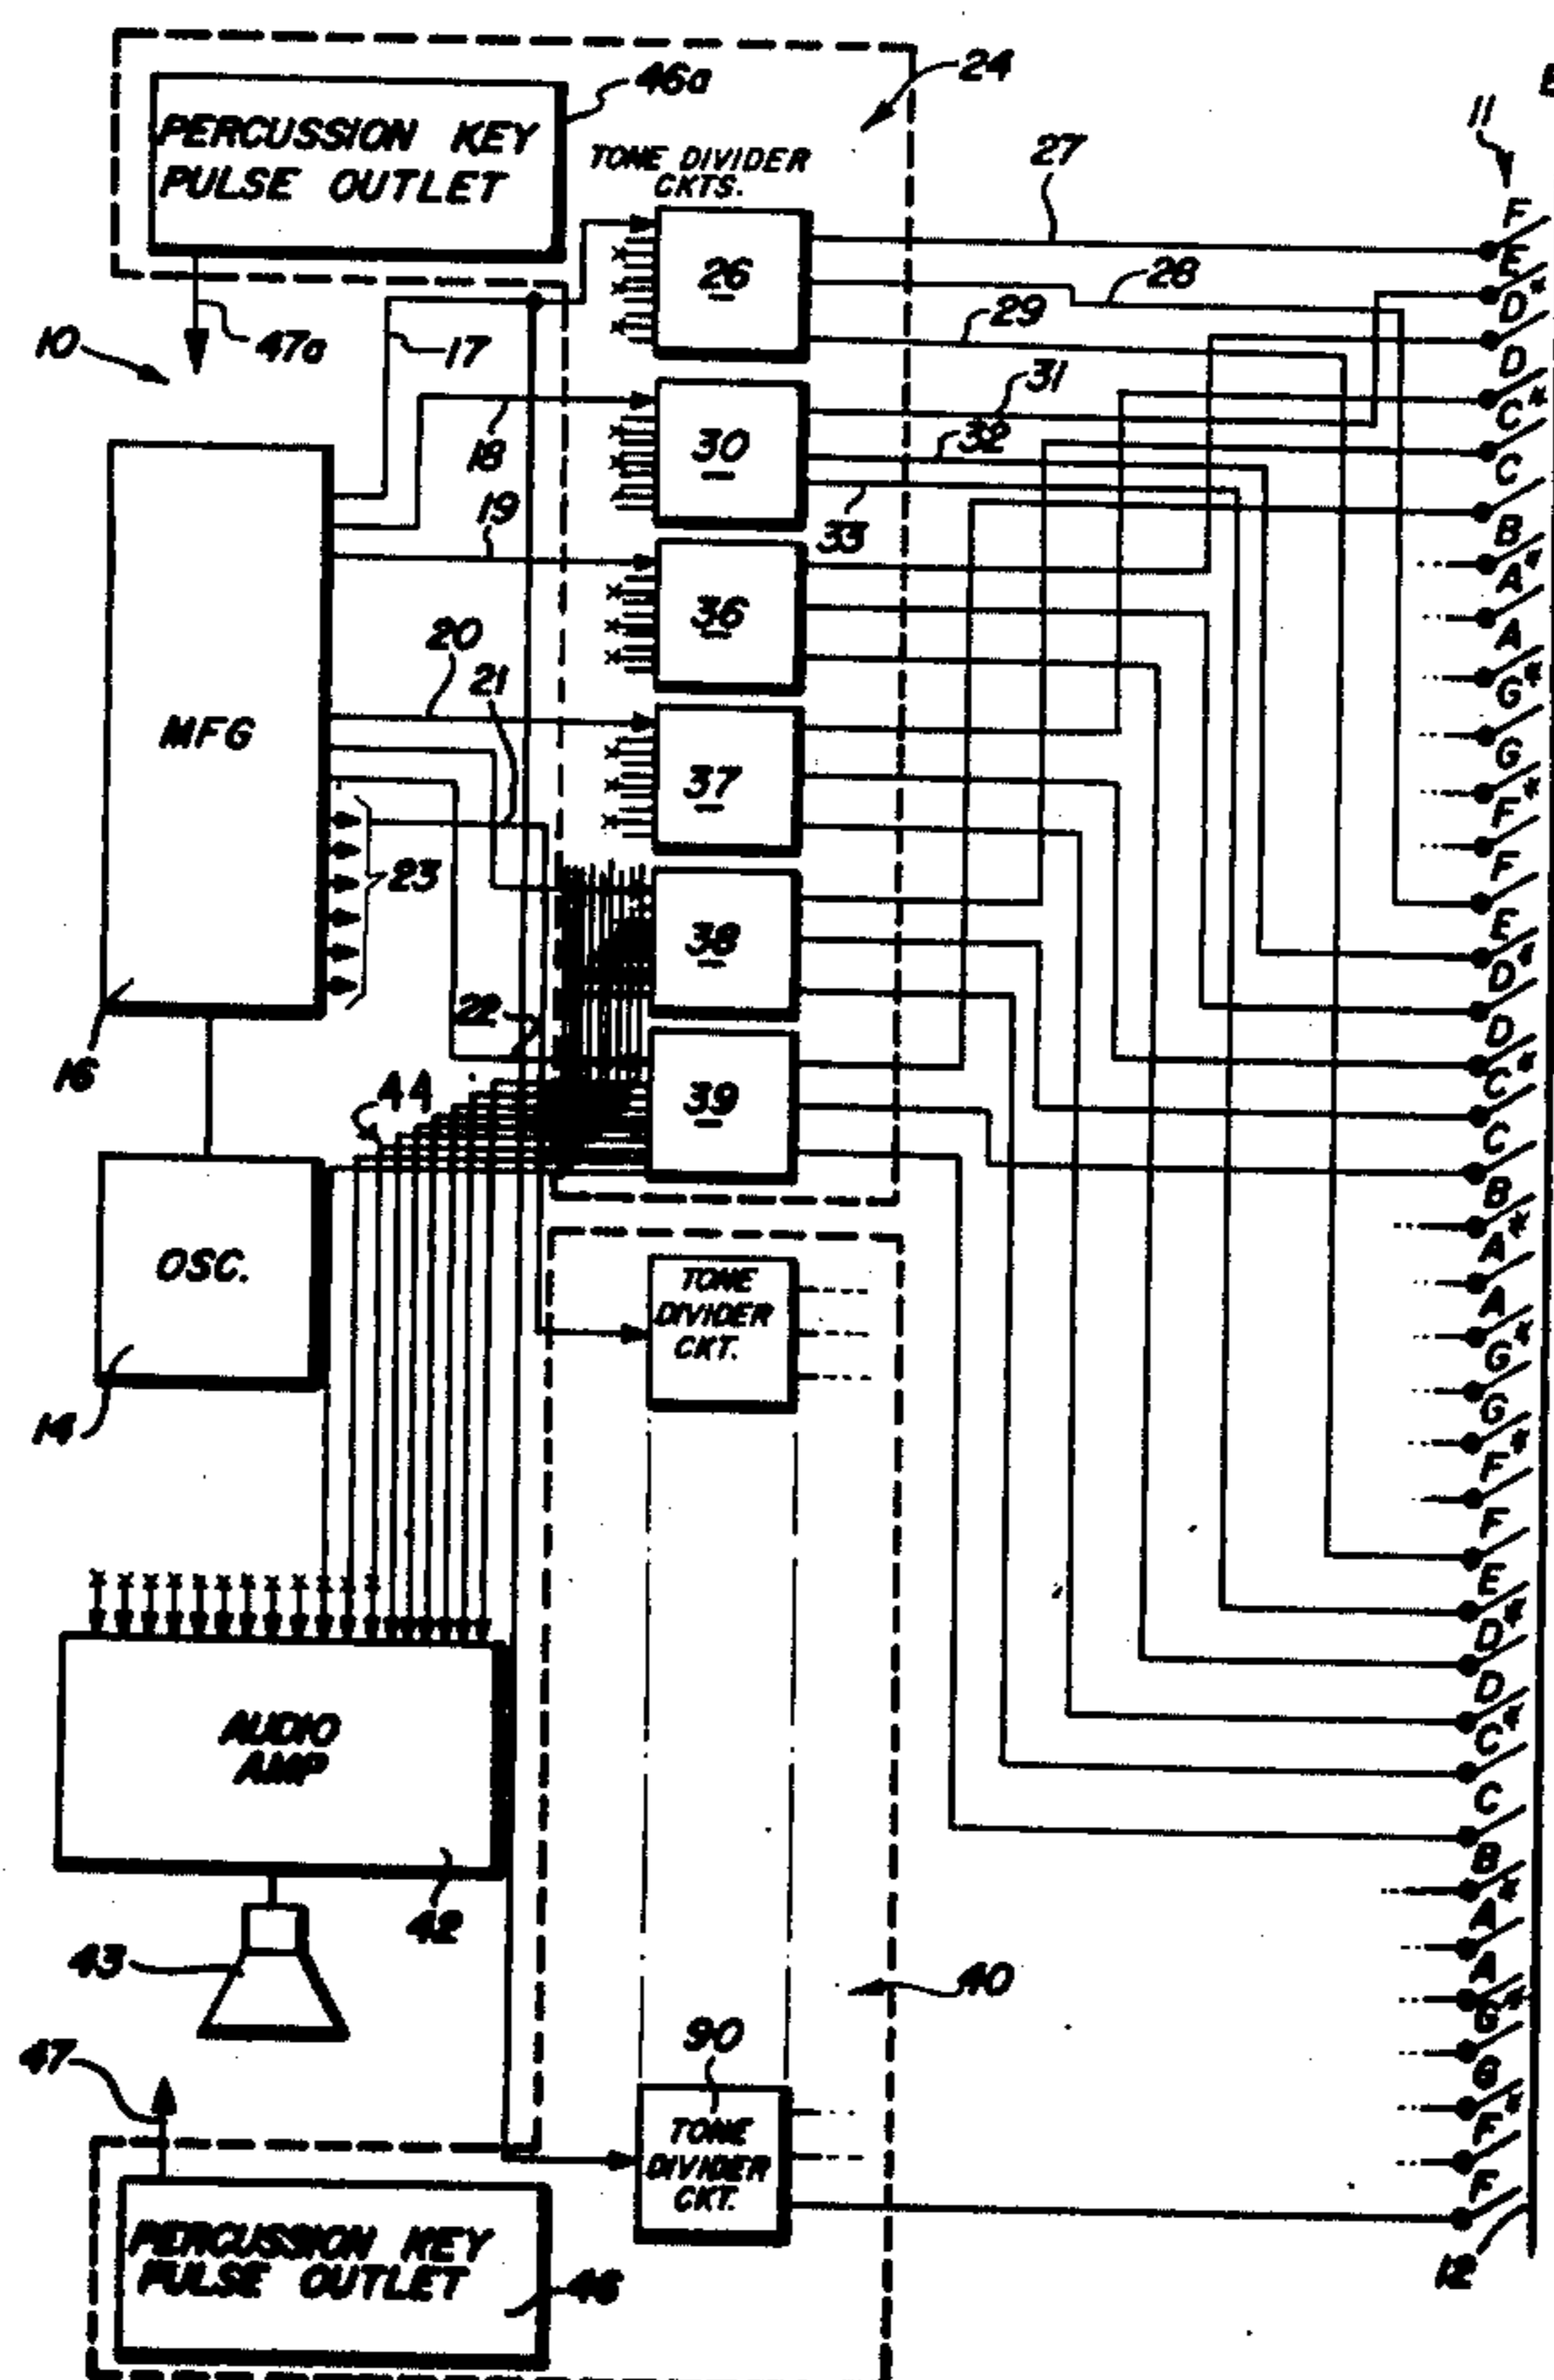 46a
24
PERCUSSION KEY
PULSE OUTLET
TONE DIVIDER
CKTS.
27
11
F
E
26
28
D*
10
47a
17
29
D
31
C*
18
30
32
C
19
33
B
A*
36
A
20
G*
21
G
MFG
F*
37
F
23
E
38
D*
22
D
16
44
39
C*
C
B
OSC.
TONE
DIVIDER
CKT.
A*
A
14
G*
G
F*
F
E
D*
AUDIO
AMP
D
C*
42
C
43
B
A*
40
A
47
90
G*
G
TONE
DIVIDER
CKT.
F*
F
PERCUSSION KEY
PULSE OUTLET
46
12